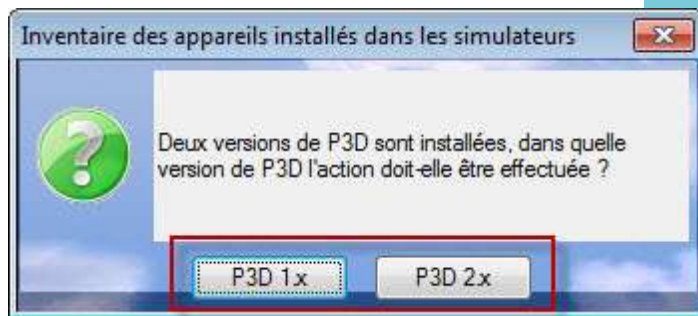 Inventaire des appareils installés dans les simulateurs
Deux versions de P3D sont installées, dans quelle
version de P3D l'action doit-elle être effectuée ?
P3D 1.x P3D 2.x